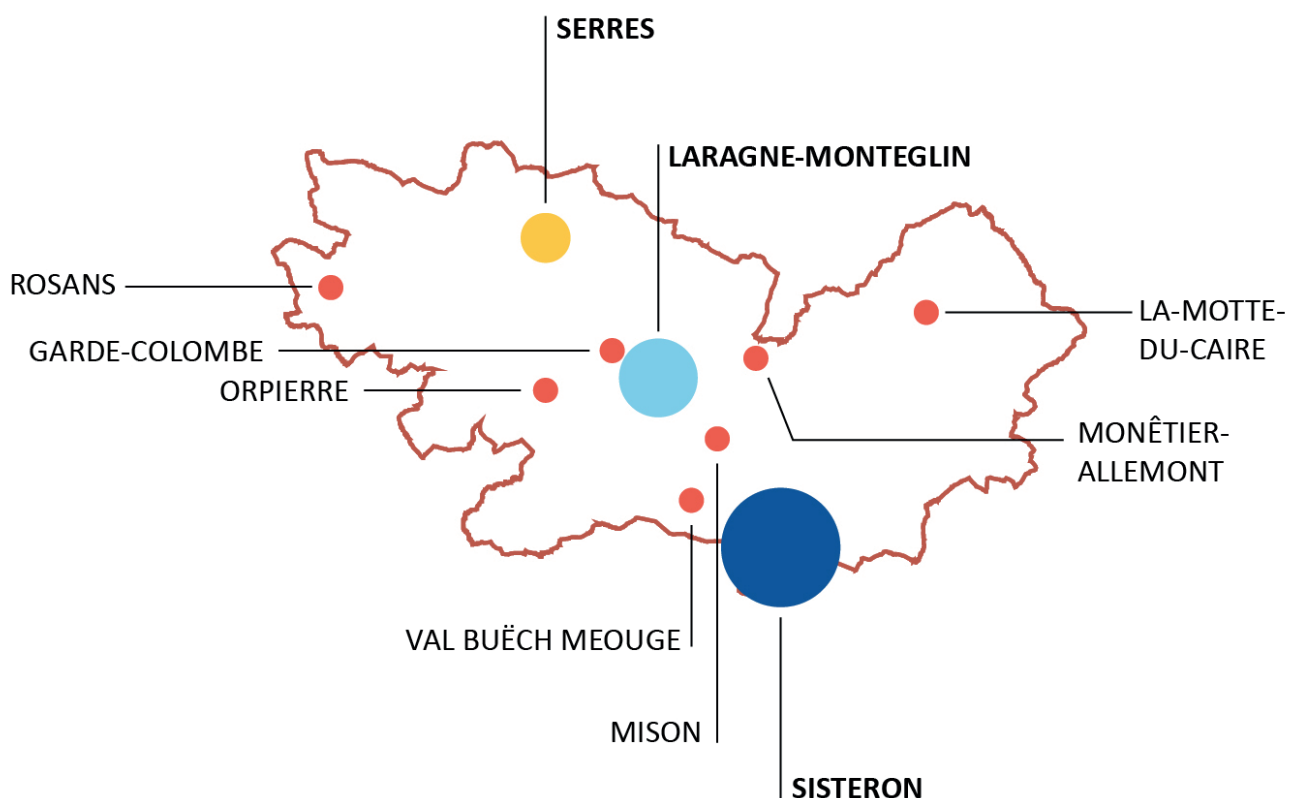 SERRES
LARAGNE-MONTEGLIN
ROSANS
LA-MOTTE-
DU-CAIRE
GARDE-COLOMBE
ORPIERRE
MONÊTIER-
ALLEMONT
VAL BUËCH MEOUGE
MISON
SISTERON